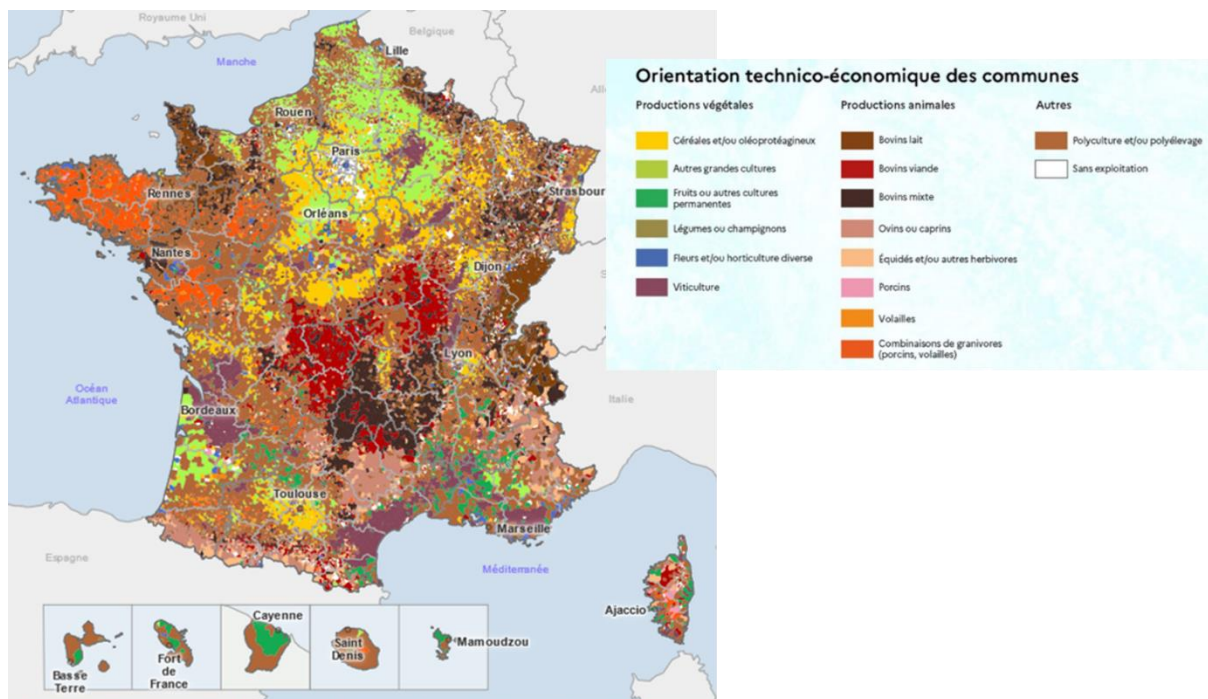 Royaume Uni
Belgique
Lille
Manche
Rouen
Paris
Strasbour
Rennes
Orléans
Nantes
Dijon
Lyon
Océan
Atlantique
Italie
Bordeaux
Toulouse
Marseille
Espagne
Méditerranée
Ajaccio
Cayenne
Mamoudzou
Saint
Denis
Fort
de
France
Basse
Terre
Orientation technico-économique des communes
Productions végétales
Céréales et/ou oléoprotéagineux
Autres grandes cultures
Fruits ou autres cultures
permanentes
Légumes ou champignons
Fleurs et/ou horticulture diverse
Viticulture
Productions animales
Bovins lait
Bovins viande
Bovins mixte
Ovins ou caprins
Équidés et/ou autres herbivores
Porcins
Volailles
Combinaisons de granivores
(porcins, volailles)
Autres
Polyculture et/ou polyélevage
Sans exploitation